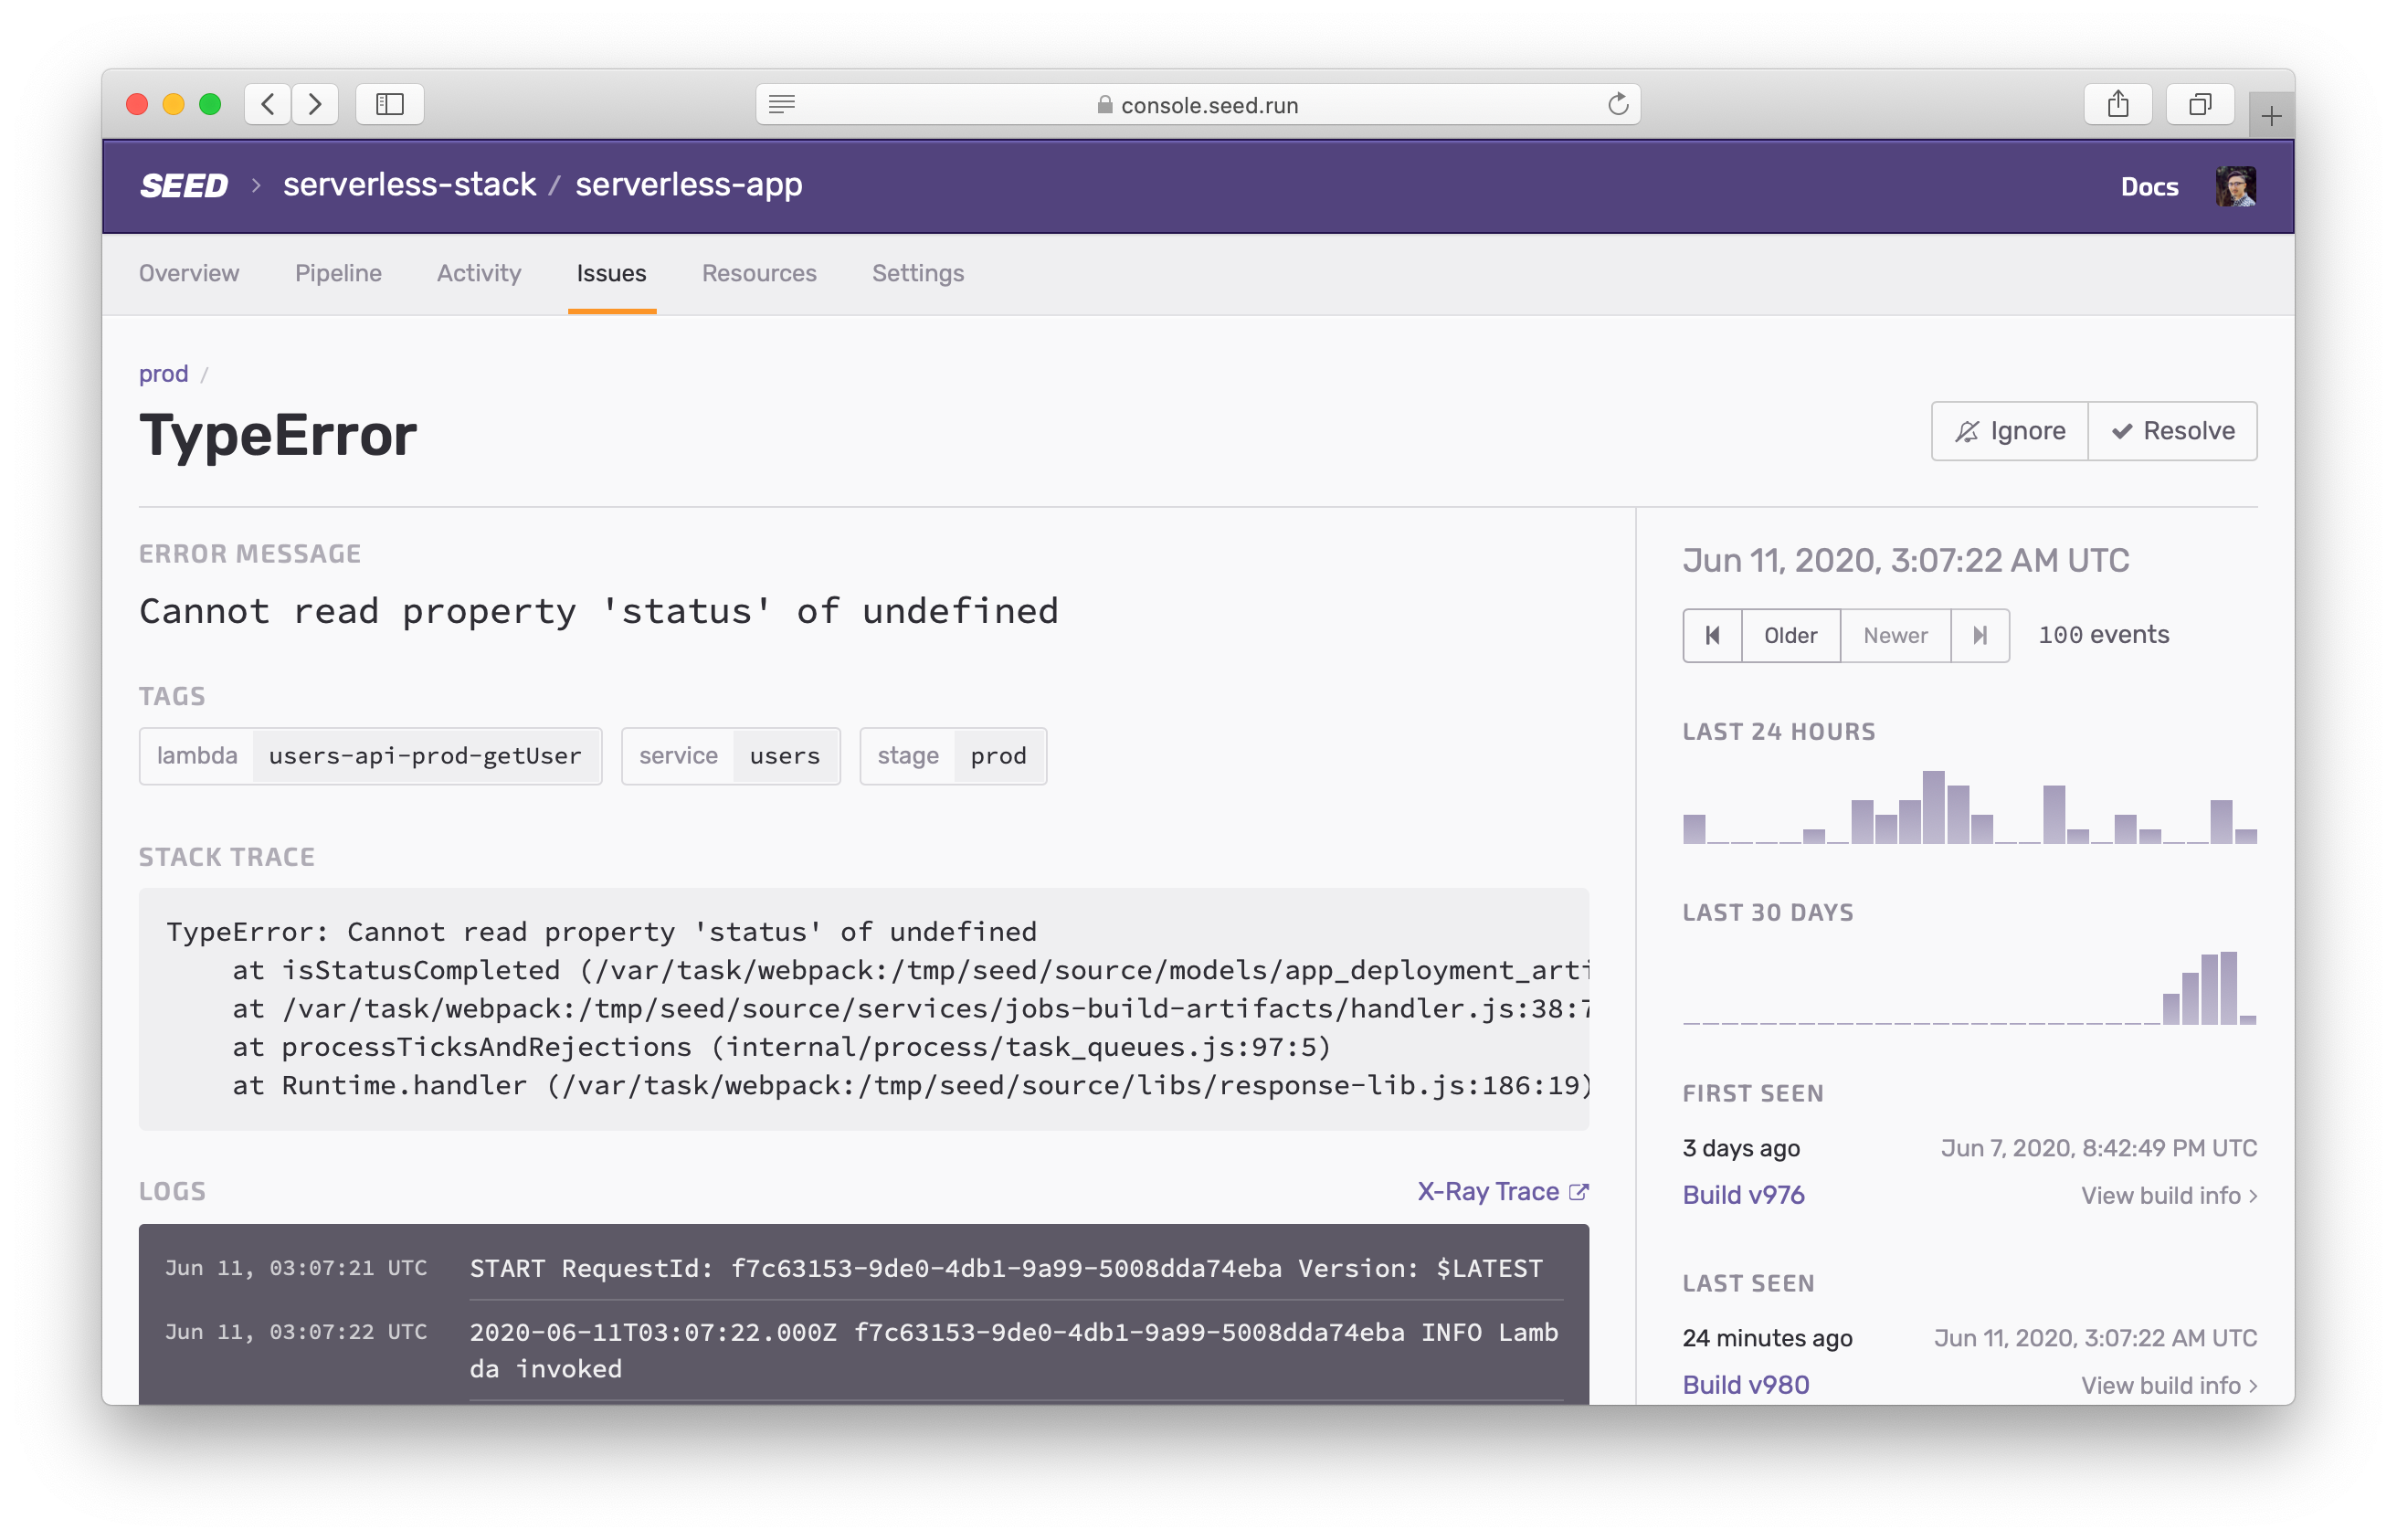 console.seed.run
SEED > serverless-stack / serverless-app
Docs
Overview Pipeline Activity Issues Resources Settings
prod /
TypeError
Ignore Resolve
ERROR MESSAGE
Cannot read property 'status' of undefined
TAGS
lambda users-api-prod-getUser service users stage prod
STACK TRACE
TypeError: Cannot read property 'status' of undefined
at isStatusCompleted (/var/task/webpack:/tmp/seed/source/models/app_deployment_arti
at /var/task/webpack:/tmp/seed/source/services/jobs-build-artifacts/handler.js:38:7
at processTicksAndRejections (internal/process/task_queues.js:97:5)
at Runtime.handler (/var/task/webpack:/tmp/seed/source/libs/response-lib.js:186:19)
LOGS
X-Ray Trace
Jun 11, 03:07:21 UTC START RequestId: f7c63153-9de0-4db1-9a99-5008dda74eba Version: $LATEST
Jun 11, 03:07:22 UTC 2020-06-11T03:07:22.000Z f7c63153-9de0-4db1-9a99-5008dda74eba INFO Lamb
da invoked
Jun 11, 2020, 3:07:22 AM UTC
Older Newer 100 events
LAST 24 HOURS
LAST 30 DAYS
FIRST SEEN
3 days ago Jun 7, 2020, 8:42:49 PM UTC
Build v976 View build info >
LAST SEEN
24 minutes ago Jun 11, 2020, 3:07:22 AM UTC
Build v980 View build info >